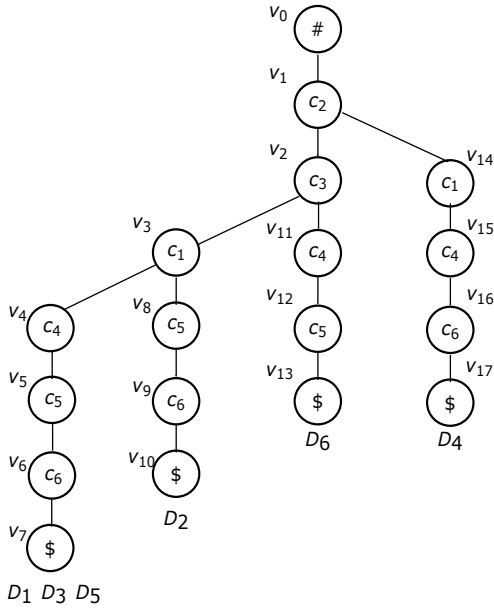 v₀ #
v₁ c₂
v₂ c₃
v₁₄ c₁
v₃ c₁
v₁₁ c₄
v₁₅ c₄
v₄ c₄
v₈ c₅
v₁₂ c₅
v₁₆ c₆
v₅ c₅
v₉ c₆
v₁₃ $
v₁₇ $
D₆ D₄
v₆ c₆
v₁₀ $
D₂
v₇ $
D₁ D₃ D₅